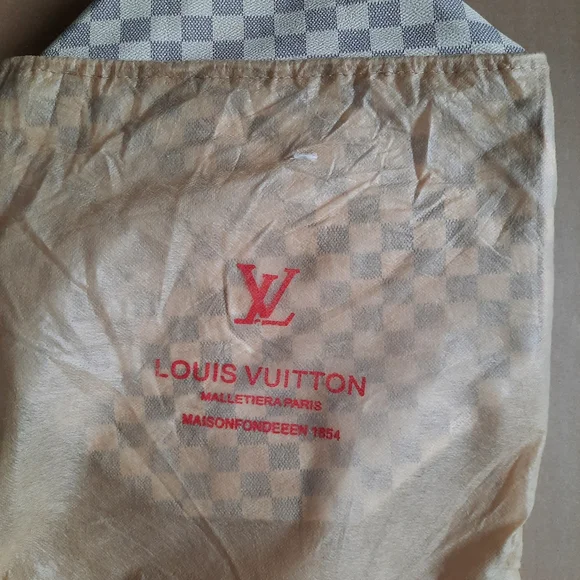 LV
LOUIS VUITTON
MALLETIERA PARIS
MAISONFONDEEEN 1854